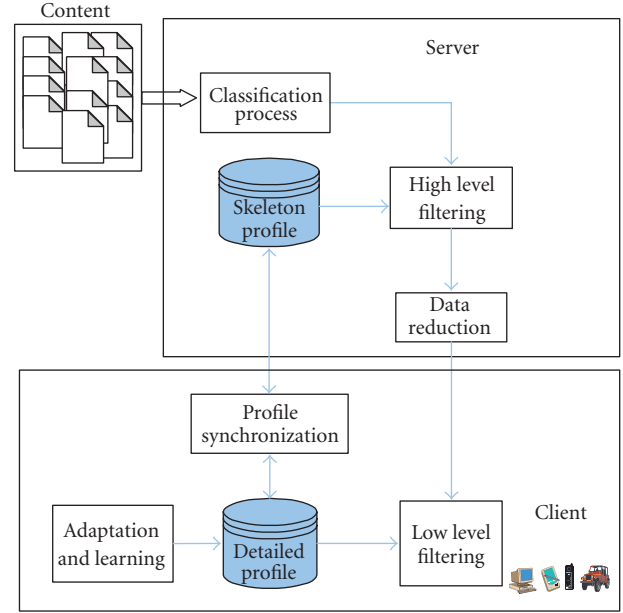 Content
Server
Classification
process
Skeleton
profile
High level
filtering
Data
reduction
Profile
synchronization
Adaptation
and learning
Detailed
profile
Low level
filtering
Client